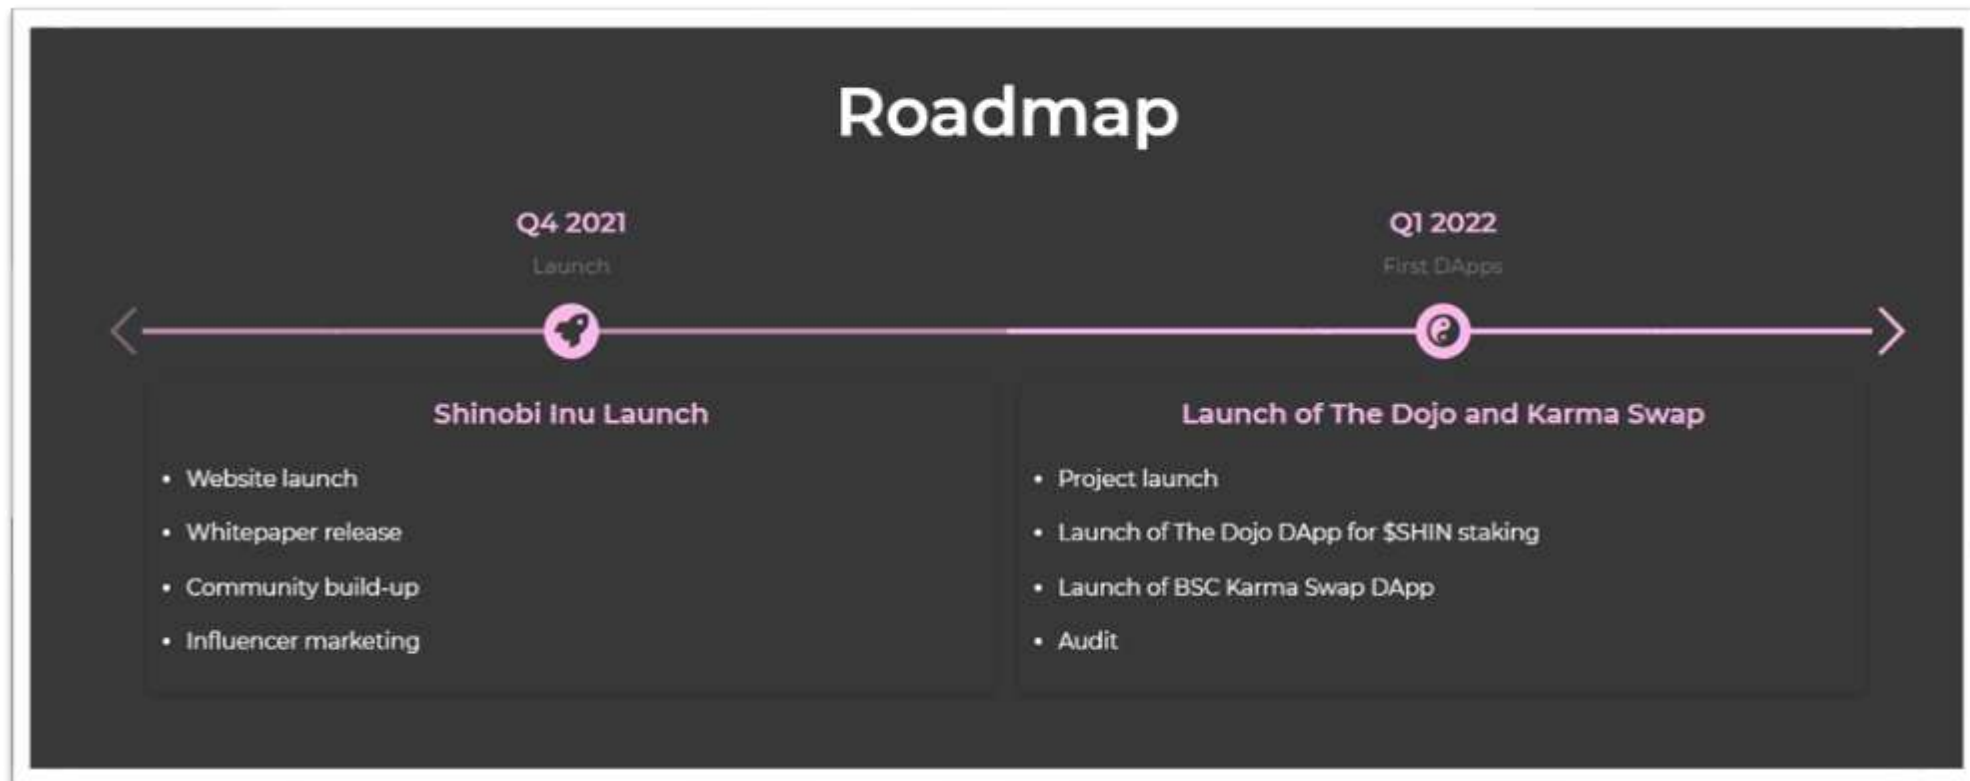 Roadmap
Q4 2021
Launch
Shinobi Inu Launch
• Website launch
• Whitepaper release
• Community build-up
• Influencer marketing
Q1 2022
First DApps
Launch of The Dojo and Karma Swap
• Project launch
• Launch of The Dojo DApp for $SHIN staking
• Launch of BSC Karma Swap DApp
• Audit